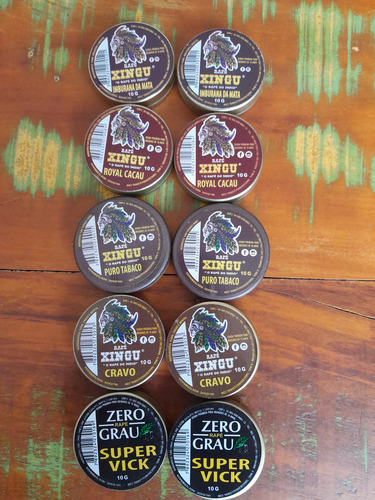 RAPÉ
XINGU
"O RAPÉ DO ÍNDIO"
IMBURANA DA MATA
10 G
RAPÉ
XINGU
"O RAPÉ DO ÍNDIO"
IMBURANA DA MATA
10 G
RAPÉ
XINGU
"O RAPÉ DO ÍNDIO" 10 G
ROYAL CACAU
RAPÉ
XINGU
"O RAPÉ DO ÍNDIO" 10 G
ROYAL CACAU
RAPÉ
XINGU
"O RAPÉ DO ÍNDIO" 10 G
PURO TABACO
RAPÉ
XINGU
"O RAPÉ DO ÍNDIO" 10 G
PURO TABACO
RAPÉ
XINGU
"O RAPÉ DO ÍNDIO"
CRAVO 10 G
RAPÉ
XINGU
"O RAPÉ DO ÍNDIO"
CRAVO 10 G
ZERO
RAPÉ
GRAU
SUPER
VICK
10 G
ZERO
RAPÉ
GRAU
SUPER
VICK
10 G